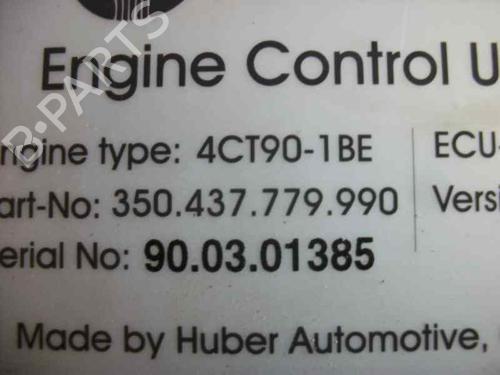 Engine Control U
ngine type: 4CT90-1BE ECU-
art-No: 350.437.779.990 Versi
erial No: 90.03.01385
Made by Huber Automotive,
B-PARTS